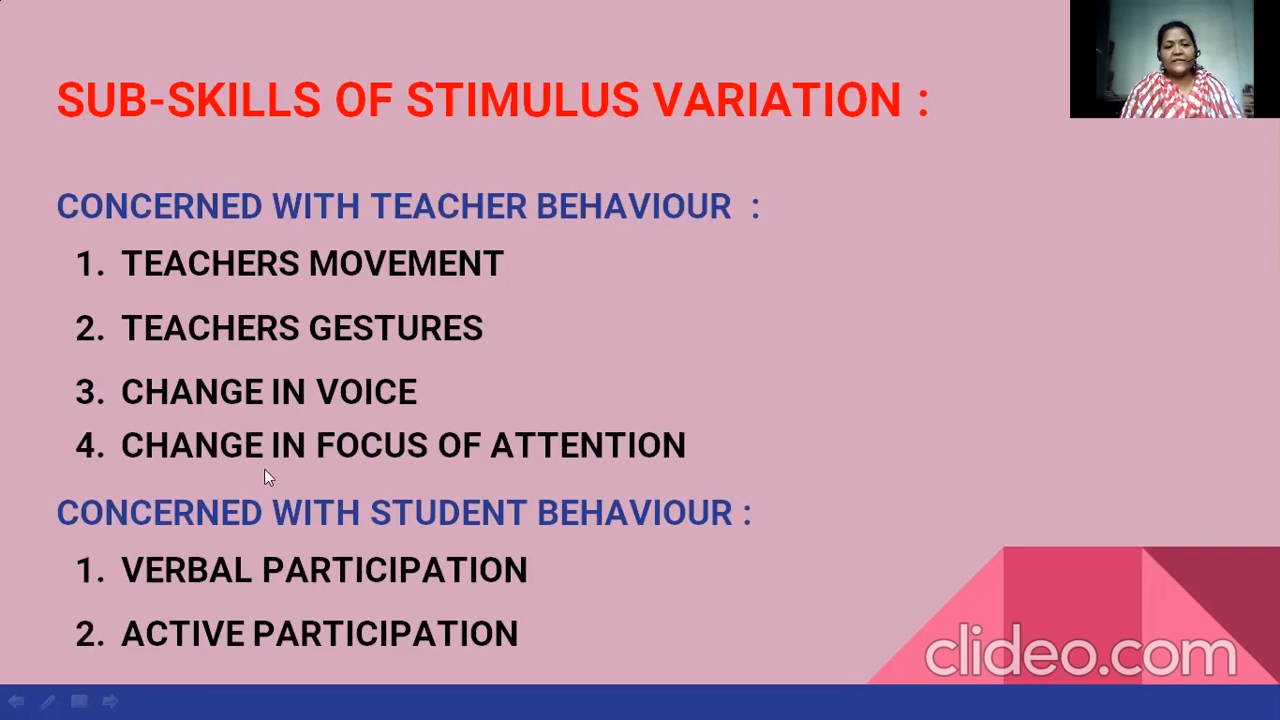 SUB-SKILLS OF STIMULUS VARIATION :
CONCERNED WITH TEACHER BEHAVIOUR :
1. TEACHERS MOVEMENT
2. TEACHERS GESTURES
3. CHANGE IN VOICE
4. CHANGE IN FOCUS OF ATTENTION
CONCERNED WITH STUDENT BEHAVIOUR :
1. VERBAL PARTICIPATION
2. ACTIVE PARTICIPATION
clideo.com